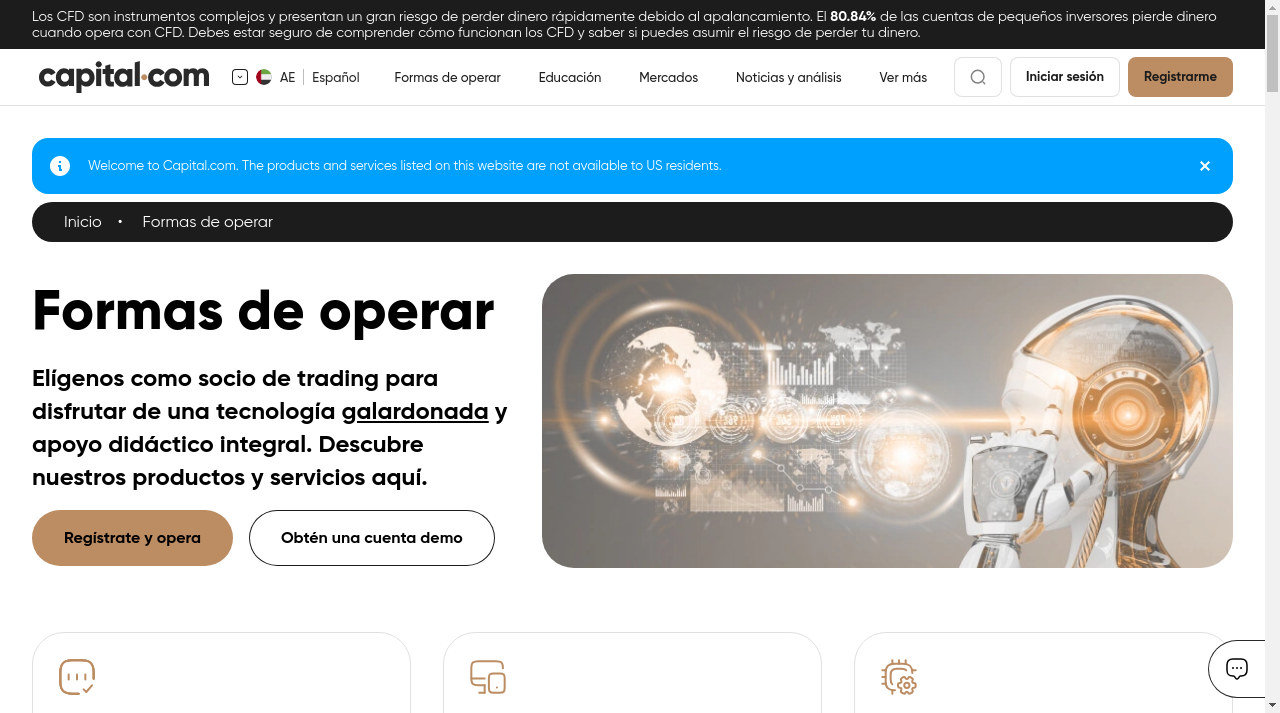 Los CFD son instrumentos complejos y presentan un gran riesgo de perder dinero rápidamente debido al apalancamiento. El 80.84% de las cuentas de pequeños inversores pierde dinero
cuando opera con CFD. Debes estar seguro de comprender cómo funcionan los CFD y saber si puedes asumir el riesgo de perder tu dinero.
capital.com AE Español Formas de operar Educación Mercados Noticias y análisis Ver más Iniciar sesión Registrarme
Welcome to Capital.com. The products and services listed on this website are not available to US residents.
Inicio • Formas de operar
Formas de operar
Elígenos como socio de trading para
disfrutar de una tecnología galardonada y
apoyo didáctico integral. Descubre
nuestros productos y servicios aquí.
Regístrate y opera Obtén una cuenta demo